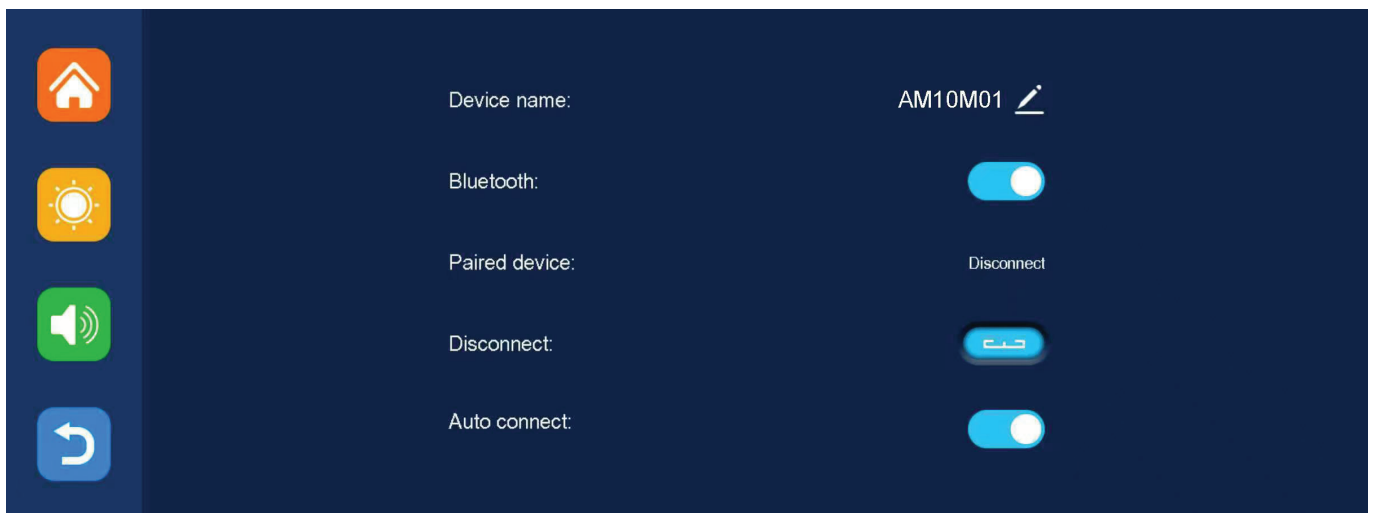 Device name: AM10M01
Bluetooth:
Paired device: Disconnect
Disconnect:
Auto connect: